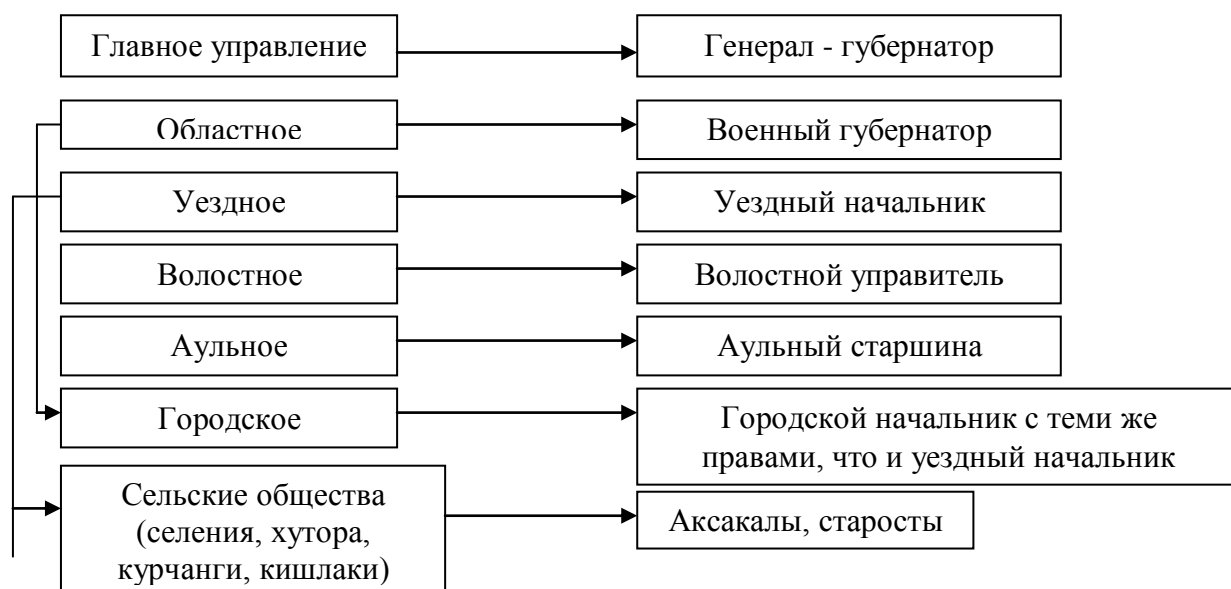 Главное управление
Генерал - губернатор
Областное
Военный губернатор
Уездное
Уездный начальник
Волостное
Волостной управитель
Аульное
Аульный старшина
Городское
Городской начальник с теми же
правами, что и уездный начальник
Сельские общества
(селения, хутора,
курчанги, кишлаки)
Аксакалы, старосты